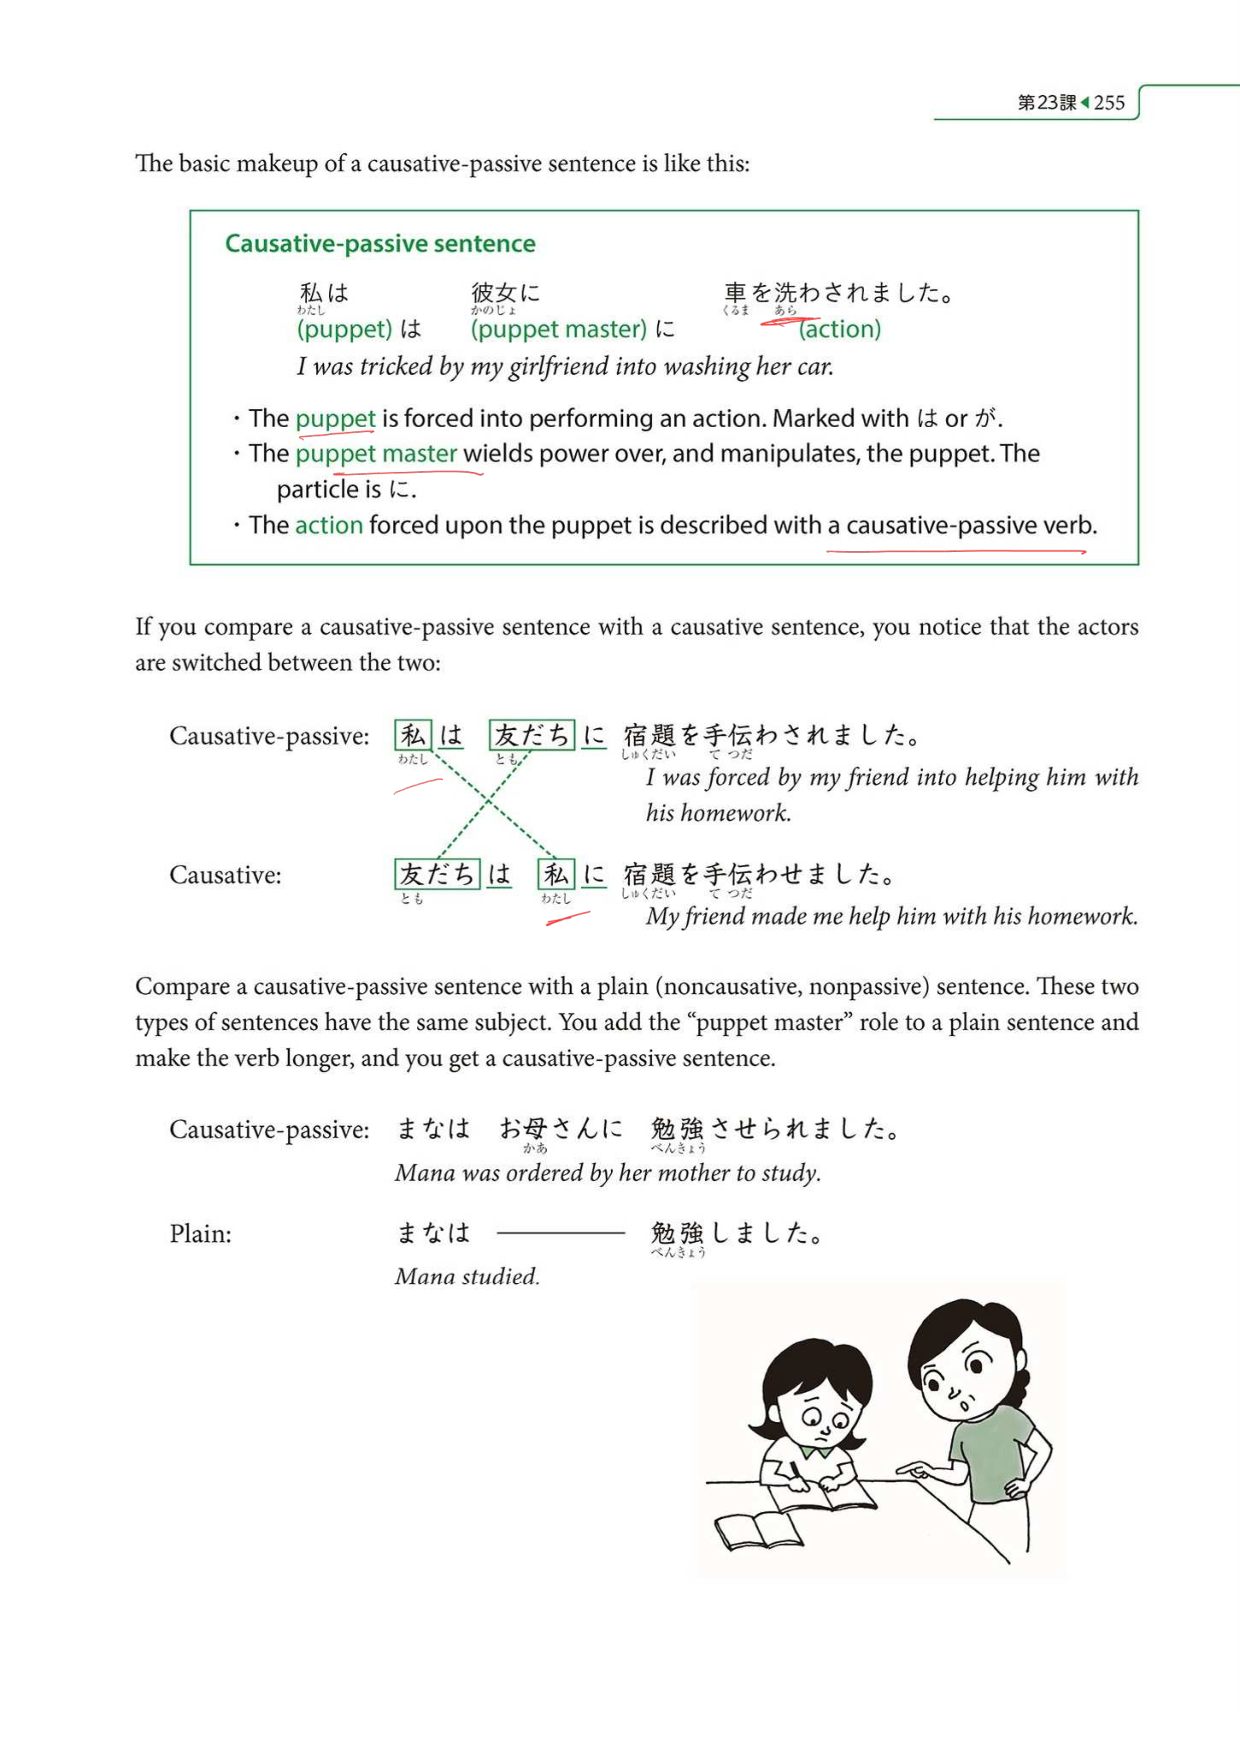 第23課◀255
The basic makeup of a causative-passive sentence is like this:
Causative-passive sentence
私は 彼女に 車を洗わされました。
わたし かのじょ くるま あら
(puppet) は (puppet master) に (action)
I was tricked by my girlfriend into washing her car.
・The puppet is forced into performing an action. Marked with は or が.
・The puppet master wields power over, and manipulates, the puppet. The
particle is に.
・The action forced upon the puppet is described with a causative-passive verb.
If you compare a causative-passive sentence with a causative sentence, you notice that the actors
are switched between the two:
Causative-passive: 私 は 友だち に 宿題を手伝わされました。
わたし とも しゅくだい て つだ
I was forced by my friend into helping him with
his homework.
Causative: 友だち は 私 に 宿題を手伝わせました。
とも わたし しゅくだい て つだ
My friend made me help him with his homework.
Compare a causative-passive sentence with a plain (noncausative, nonpassive) sentence. These two
types of sentences have the same subject. You add the “puppet master” role to a plain sentence and
make the verb longer, and you get a causative-passive sentence.
Causative-passive: まなは お母さんに 勉強させられました。
かあ べんきょう
Mana was ordered by her mother to study.
Plain: まなは ―――― 勉強しました。
べんきょう
Mana studied.